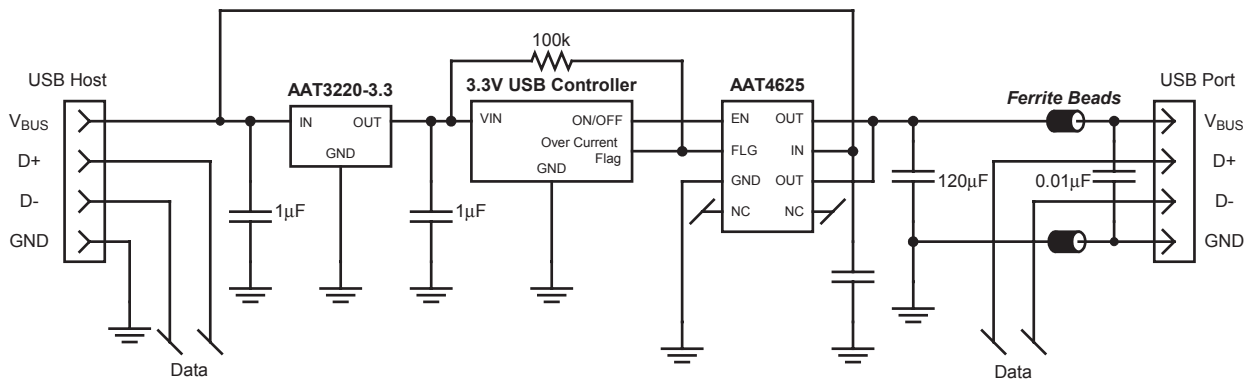 100k
USB Host
AAT3220-3.3
3.3V USB Controller
AAT4625
Ferrite Beads
USB Port
VBUS
IN
OUT
VIN
ON/OFF
EN
OUT
VBUS
D+
GND
Over Current
Flag
FLG
IN
D+
D-
GND
GND
OUT
120μF
0.01μF
D-
1μF
1μF
NC
NC
GND
GND
Data
Data